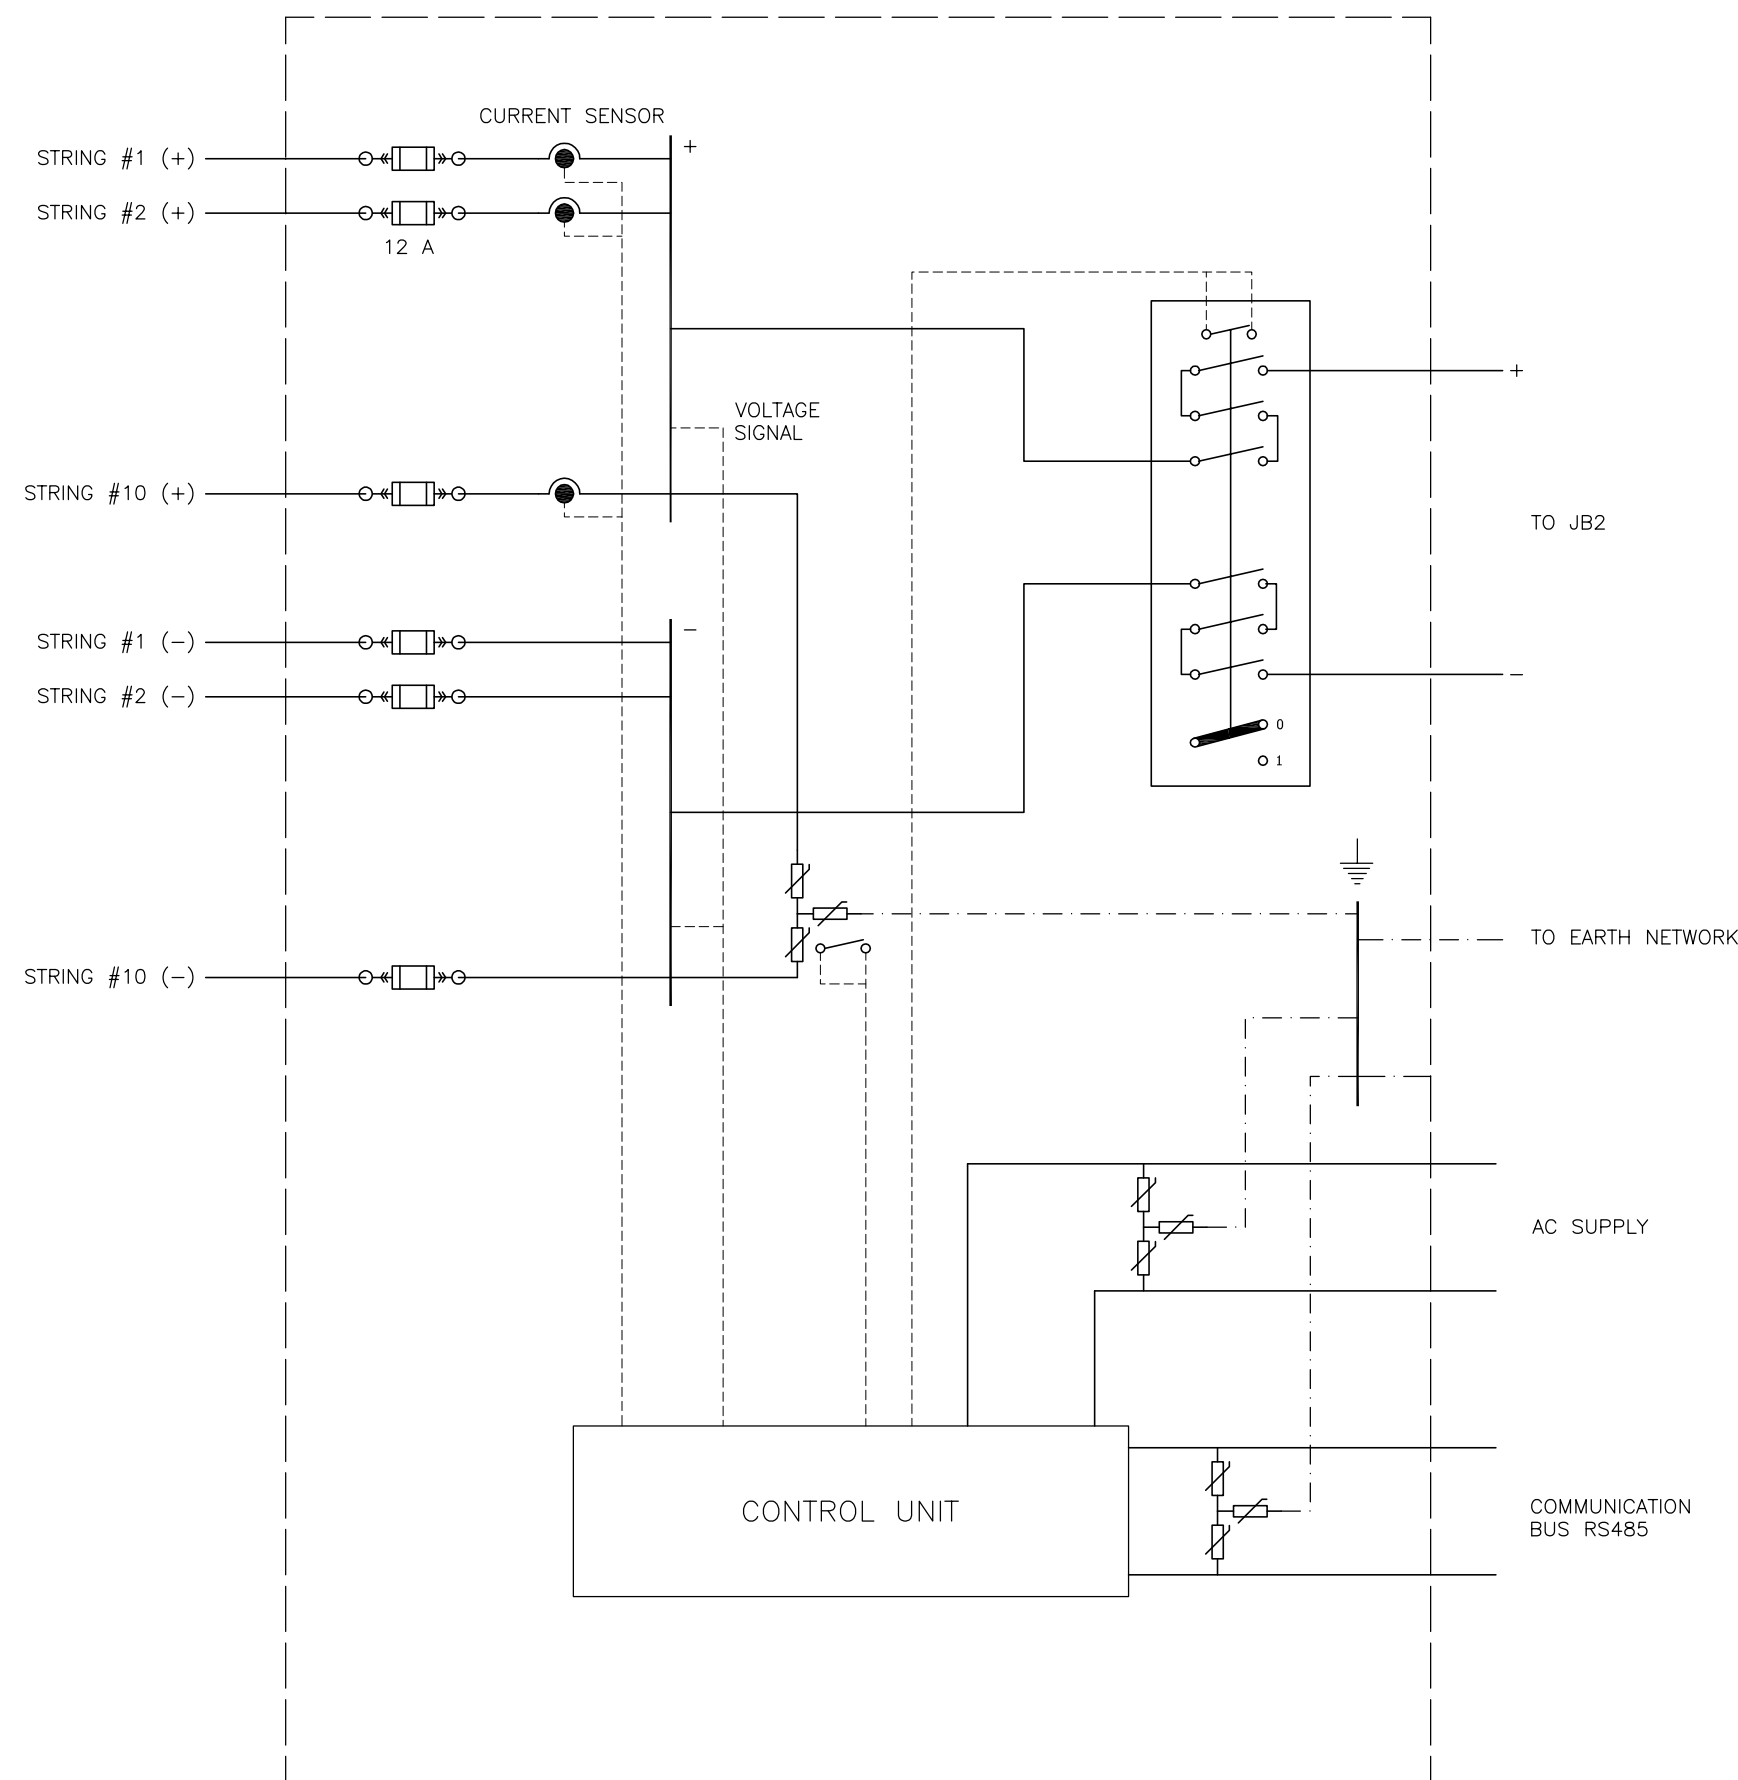 CURRENT SENSOR
STRING #1 (+)
+
STRING #2 (+)
12 A
+
VOLTAGE
SIGNAL
STRING #10 (+)
TO JB2
STRING #1 (−)
−
STRING #2 (−)
−
0
1
TO EARTH NETWORK
STRING #10 (−)
AC SUPPLY
CONTROL UNIT
COMMUNICATION
BUS RS485